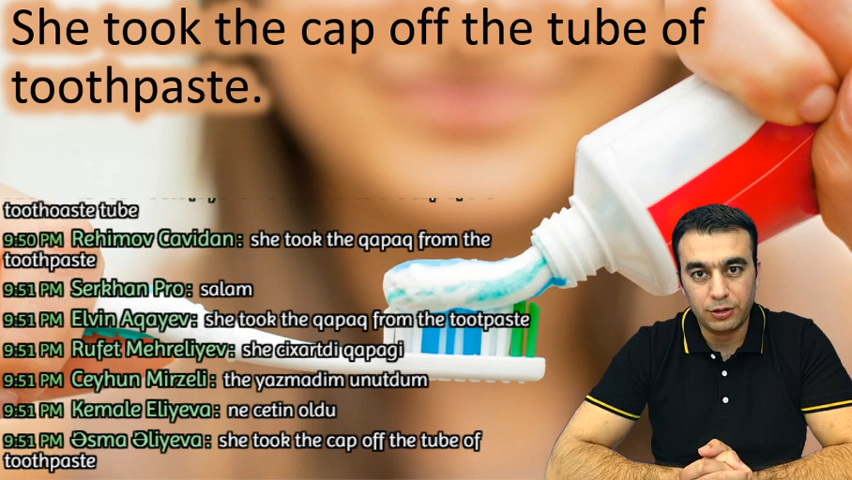 She took the cap off the tube of
toothpaste.
toothoaste tube
9:50 PM Rehimov Cavidan: she took the qapaq from the
toothpaste
9:51 PM Serkhan Pro: salam
9:51 PM Elvin Aqayev: she took the qapaq from the tootpaste
9:51 PM Rufet Mehreliyev: she cixartdi qapagi
9:51 PM Ceyhun Mirzeli: the yazmadim unutdum
9:51 PM Kemale Eliyeva: ne cetin oldu
9:51 PM Əsma Əliyeva: she took the cap off the tube of
toothpaste